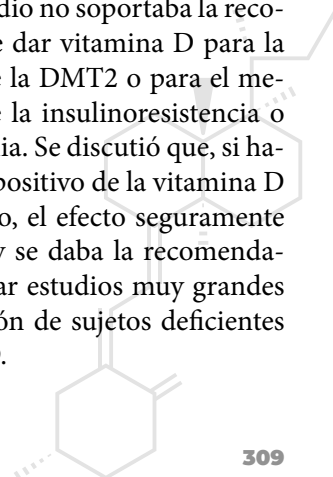 dio no soportaba la reco-
e dar vitamina D para la
e la DMT2 o para el me-
e la insulinoresistencia o
ia. Se discutió que, si ha-
positivo de la vitamina D
o, el efecto seguramente
y se daba la recomenda-
ar estudios muy grandes
ón de sujetos deficientes
.
309